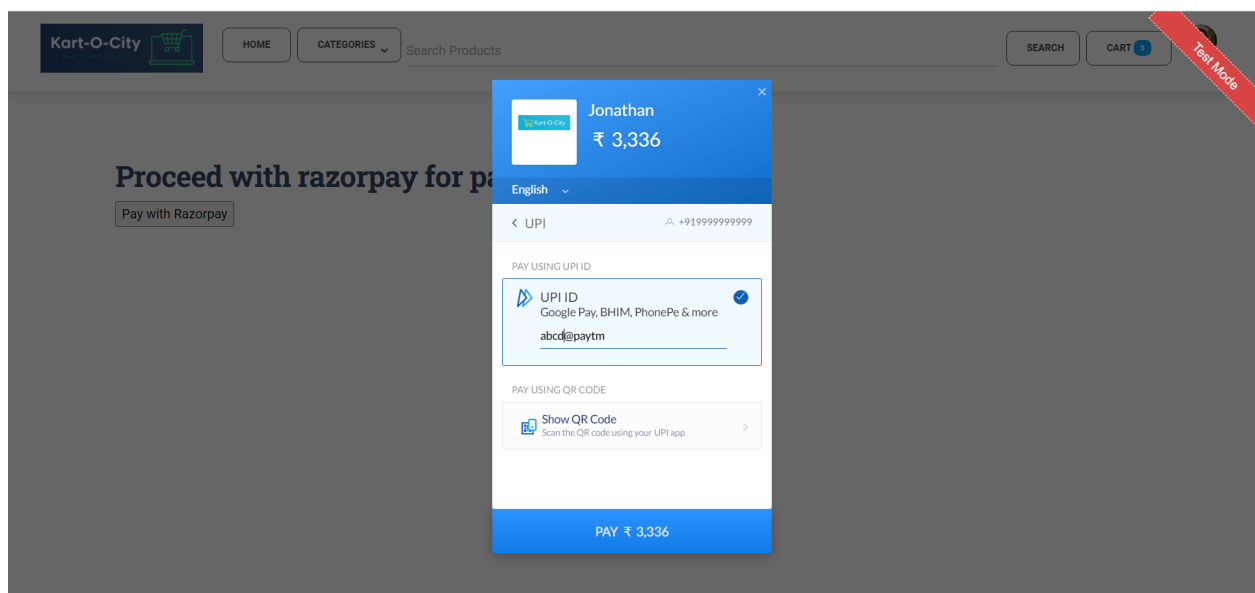 Kart-O-City
HOME
CATEGORIES
Search Products
SEARCH
CART 3
Test Mode
Proceed with razorpay for pa
Pay with Razorpay
Kart-O-City
Jonathan
₹ 3,336
English
UPI
+919999999999
PAY USING UPI ID
UPI ID
Google Pay, BHIM, PhonePe & more
abcd@paytm
PAY USING QR CODE
Show QR Code
Scan the QR code using your UPI app
PAY ₹ 3,336